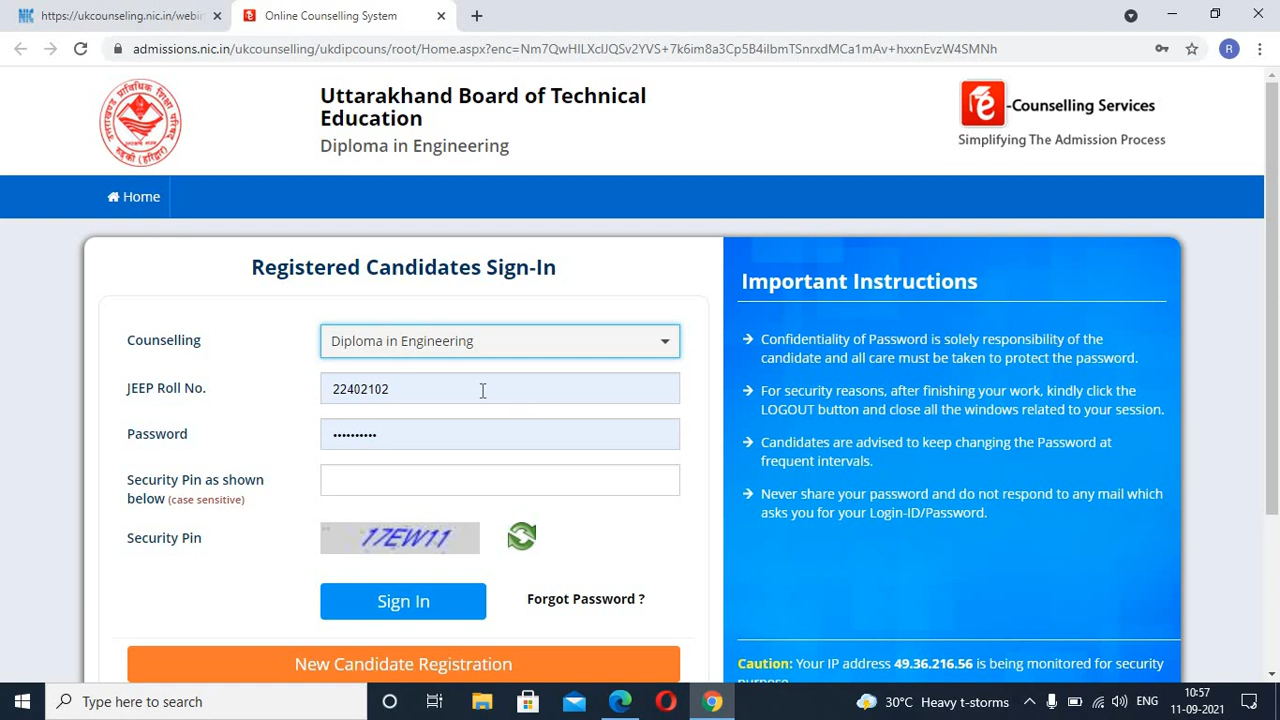 https://ukcounseling.nic.in/webin
Online Counselling System
admissions.nic.in/ukcounselling/ukdipcouns/root/Home.aspx?enc=Nm7QwHILXclJQSv2YVS+7k6im8a3Cp5B4ilbmTSnrxdMCa1mAv+hxxnEvzW4SMNh
R
Uttarakhand Board of Technical
Education
Diploma in Engineering
e-Counselling Services
Simplifying The Admission Process
Home
Registered Candidates Sign-In
Counselling
Diploma in Engineering
JEEP Roll No.
22402102
Password
••••••••••
Security Pin as shown
below (case sensitive)
Security Pin
17EW11
Sign In
Forgot Password ?
New Candidate Registration
Important Instructions
Confidentiality of Password is solely responsibility of the
candidate and all care must be taken to protect the password.
For security reasons, after finishing your work, kindly click the
LOGOUT button and close all the windows related to your session.
Candidates are advised to keep changing the Password at
frequent intervals.
Never share your password and do not respond to any mail which
asks you for your Login-ID/Password.
Caution: Your IP address 49.36.216.56 is being monitored for security
purpose
Type here to search
30°C Heavy t-storms
ENG
10:57
11-09-2021